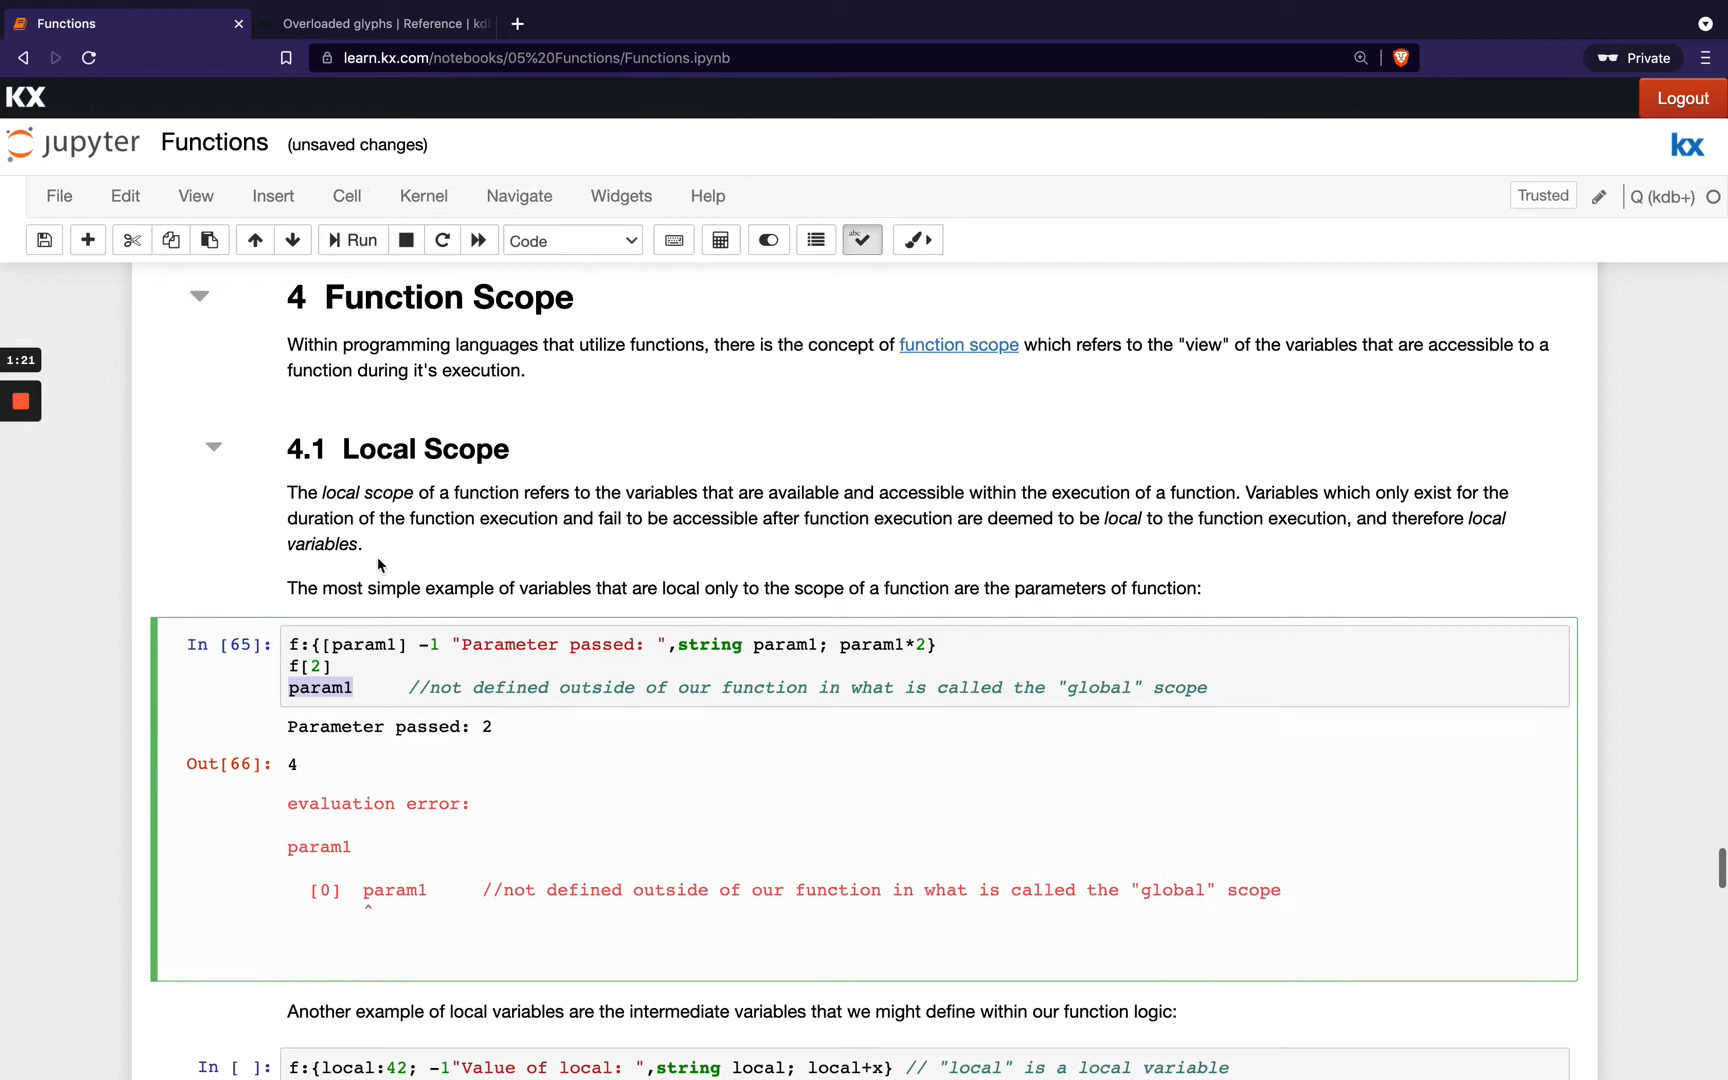 Functions
Overloaded glyphs | Reference | kd
learn.kx.com/notebooks/05%20Functions/Functions.ipynb
Private
KX
Logout
jupyter Functions (unsaved changes)
kx
File Edit View Insert Cell Kernel Navigate Widgets Help
Trusted
Q (kdb+)
Run
Code
abc
4 Function Scope
Within programming languages that utilize functions, there is the concept of function scope which refers to the "view" of the variables that are accessible to a
function during it's execution.
1:21
4.1 Local Scope
The local scope of a function refers to the variables that are available and accessible within the execution of a function. Variables which only exist for the
duration of the function execution and fail to be accessible after function execution are deemed to be local to the function execution, and therefore local
variables.
The most simple example of variables that are local only to the scope of a function are the parameters of function:
In [65]: f:{[param1] -1 "Parameter passed: ",string param1; param1*2}
f[2]
param1 //not defined outside of our function in what is called the "global" scope
Parameter passed: 2
Out[66]: 4
evaluation error:
param1
[0] param1 //not defined outside of our function in what is called the "global" scope
^
Another example of local variables are the intermediate variables that we might define within our function logic:
In [ ]: f:{local:42; -1"Value of local: ",string local; local+x} // "local" is a local variable